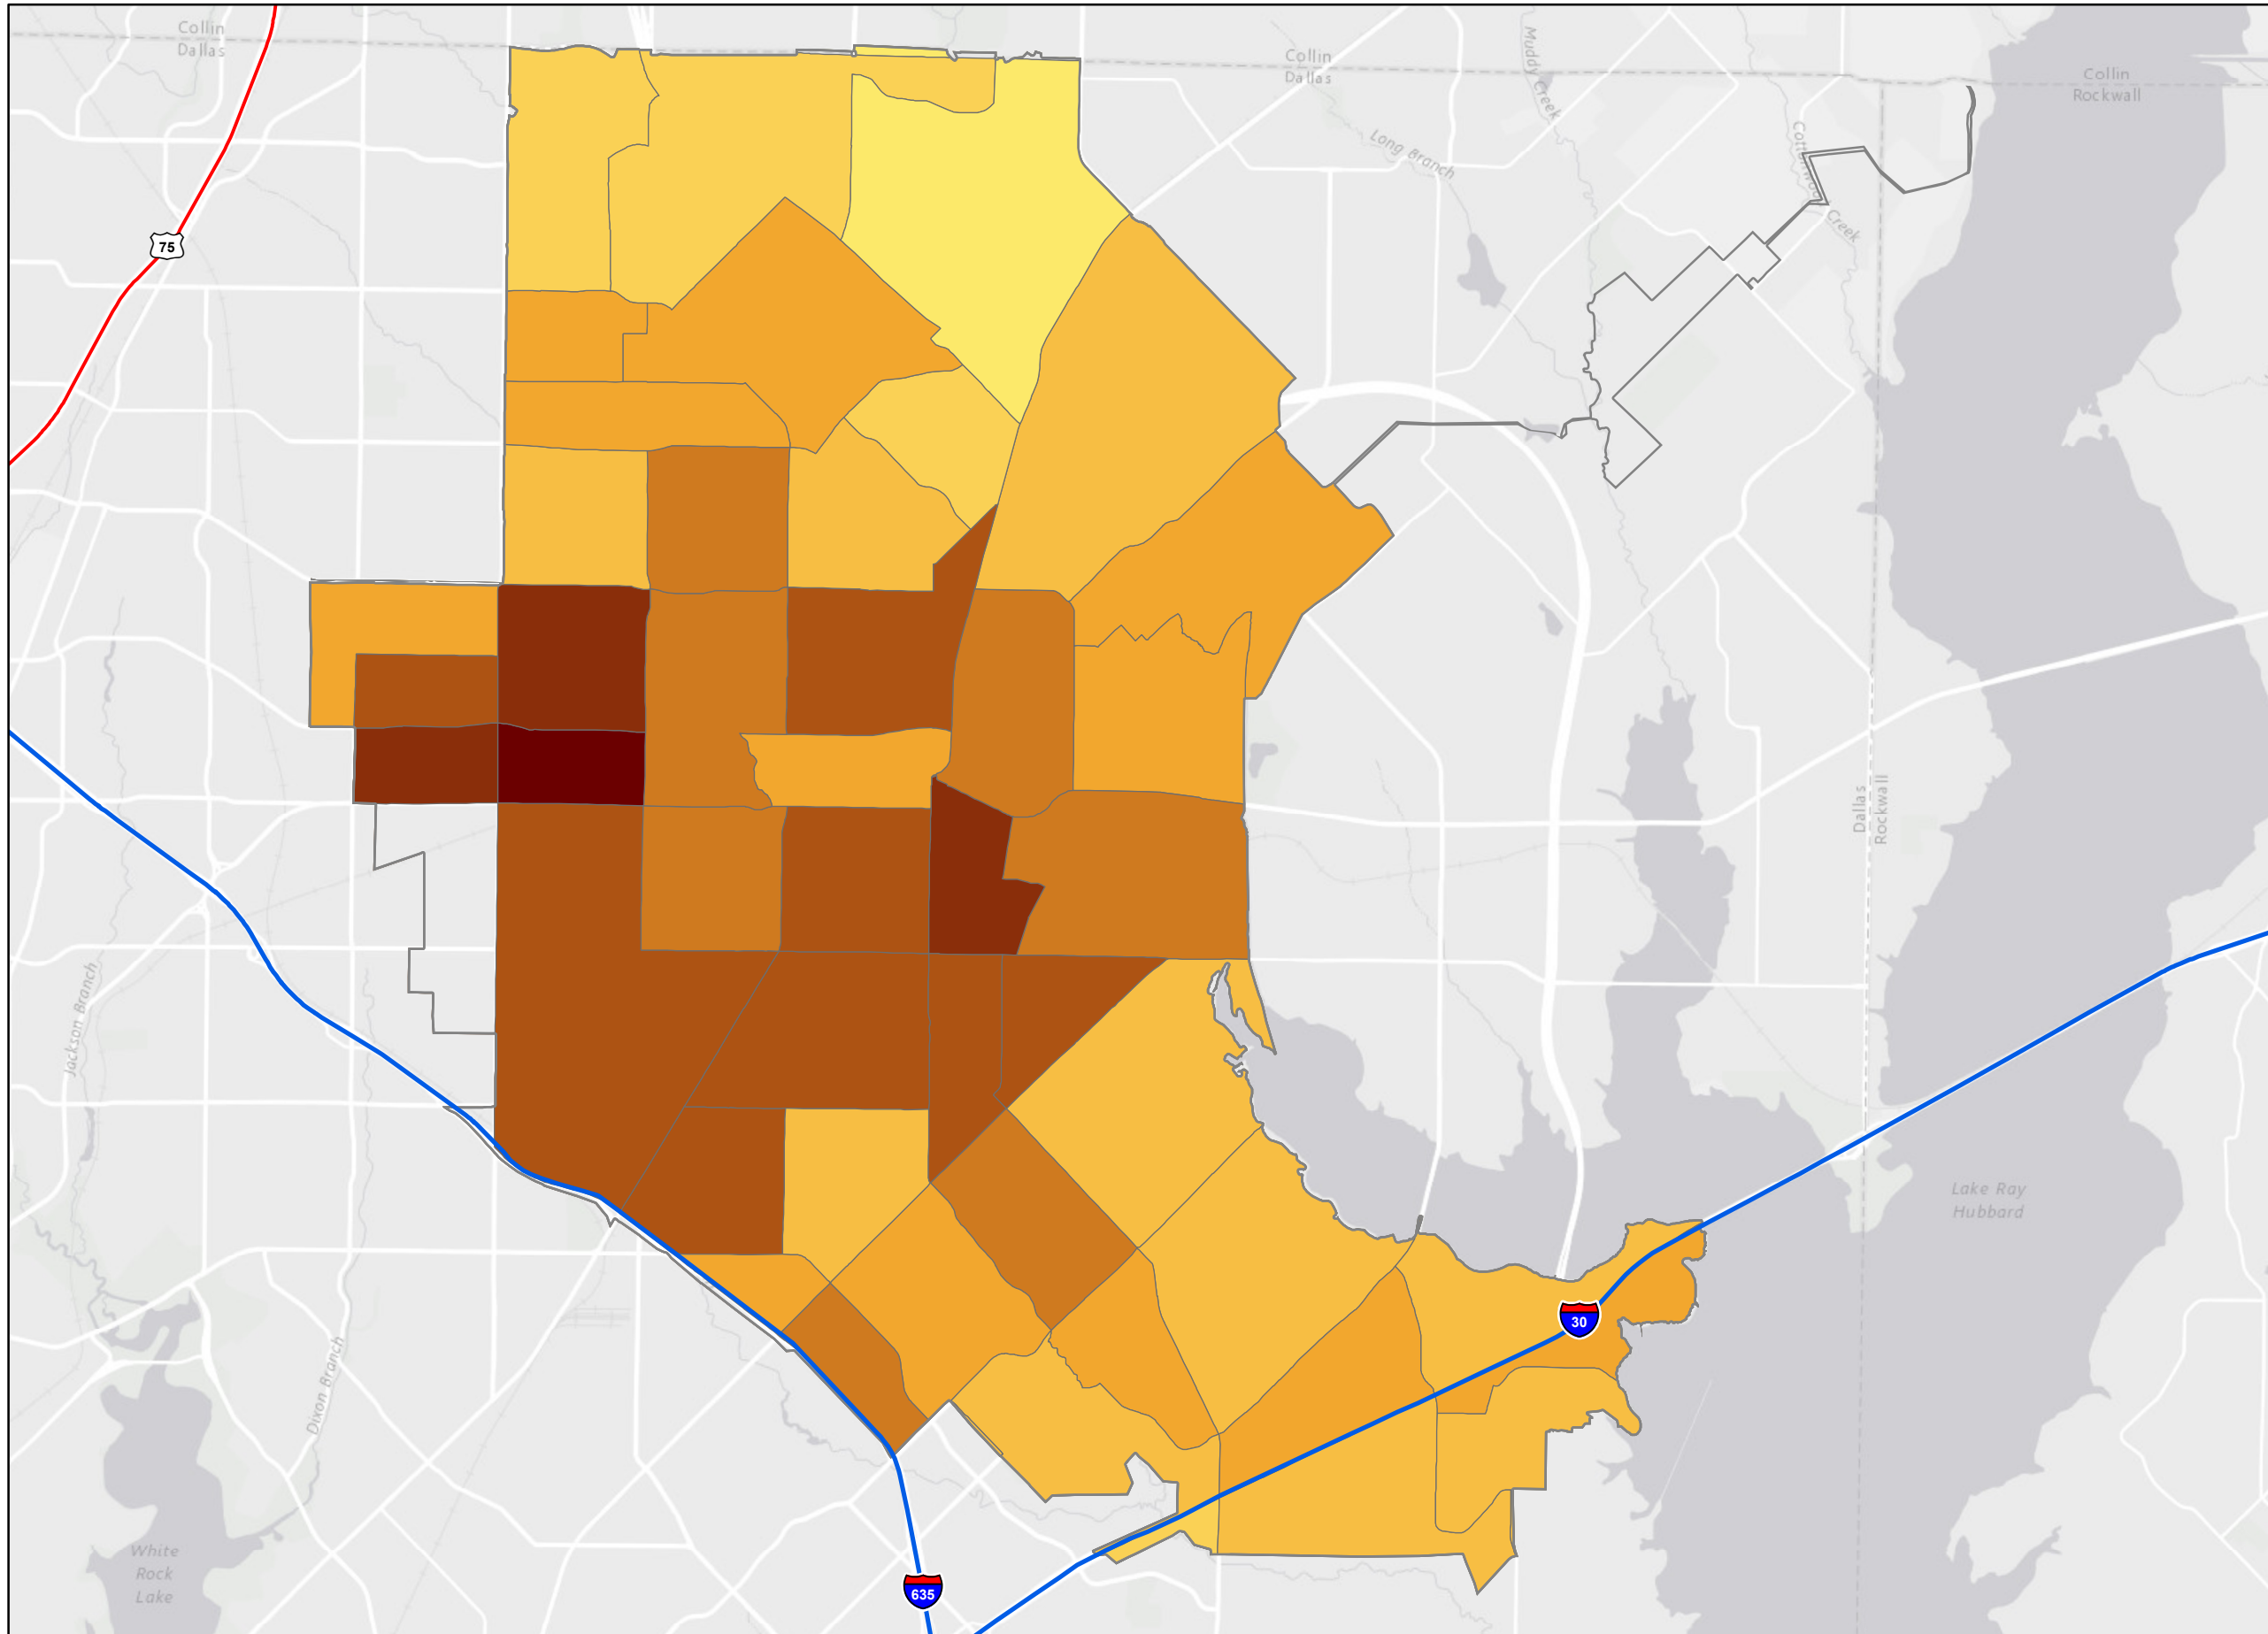 Collin
Dallas
Collin
Dallas
Collin
Rockwall
Muddy Creek
Long Branch
Cottonwood Creek
75
Dallas
Rockwall
Jackson Branch
Dixon Branch
Lake Ray
Hubbard
30
635
White
Rock
Lake